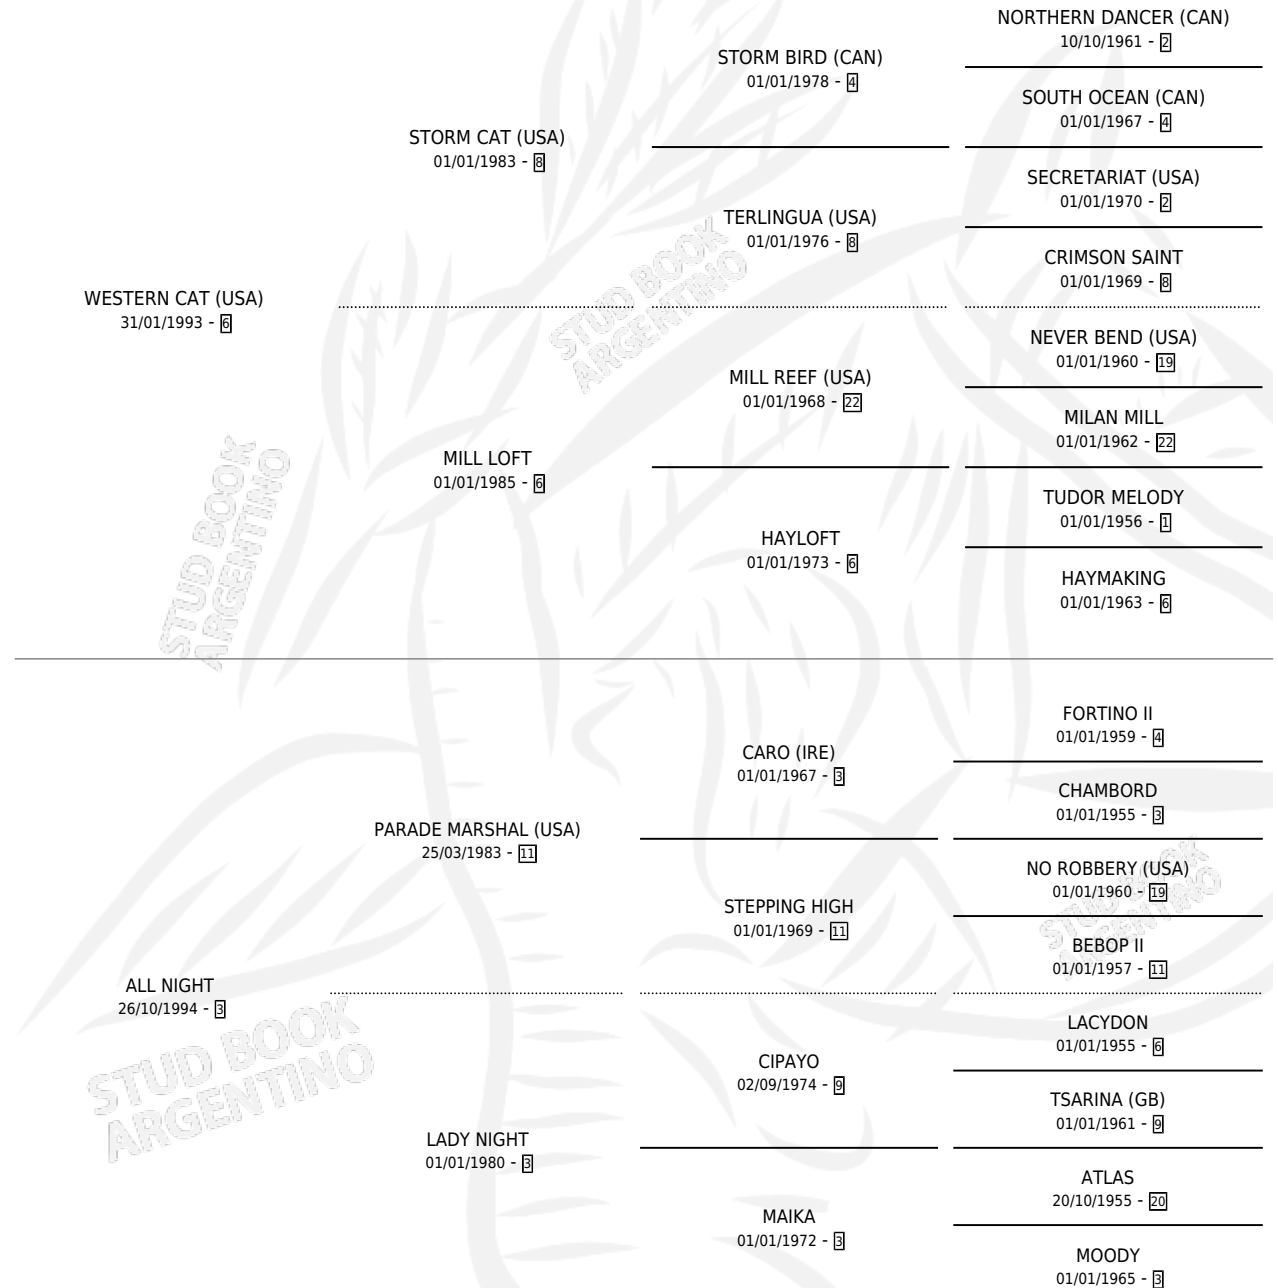 NORTHERN DANCER (CAN)
10/10/1961 - 2
STORM BIRD (CAN)
01/01/1978 - 4
SOUTH OCEAN (CAN)
01/01/1967 - 4
STORM CAT (USA)
01/01/1983 - 8
SECRETARIAT (USA)
01/01/1970 - 2
TERLINGUA (USA)
01/01/1976 - 8
CRIMSON SAINT
01/01/1969 - 8
WESTERN CAT (USA)
31/01/1993 - 6
NEVER BEND (USA)
01/01/1960 - 19
MILL REEF (USA)
01/01/1968 - 22
MILAN MILL
01/01/1962 - 22
MILL LOFT
01/01/1985 - 6
TUDOR MELODY
01/01/1956 - 1
HAYLOFT
01/01/1973 - 6
HAYMAKING
01/01/1963 - 6
FORTINO II
01/01/1959 - 4
CARO (IRE)
01/01/1967 - 3
CHAMBORD
01/01/1955 - 3
PARADE MARSHAL (USA)
25/03/1983 - 11
NO ROBBERY (USA)
01/01/1960 - 19
STEPPING HIGH
01/01/1969 - 11
BEBOP II
01/01/1957 - 11
ALL NIGHT
26/10/1994 - 3
LACYDON
01/01/1955 - 6
CIPAYO
02/09/1974 - 9
TSARINA (GB)
01/01/1961 - 9
LADY NIGHT
01/01/1980 - 3
ATLAS
20/10/1955 - 20
MAIKA
01/01/1972 - 3
MOODY
01/01/1965 - 3
STUD BOOK
ARGENTINO
STUD BOOK
ARGENTINO
STUD BOOK
ARGENTINO
STUD BOOK
ARGENTINO